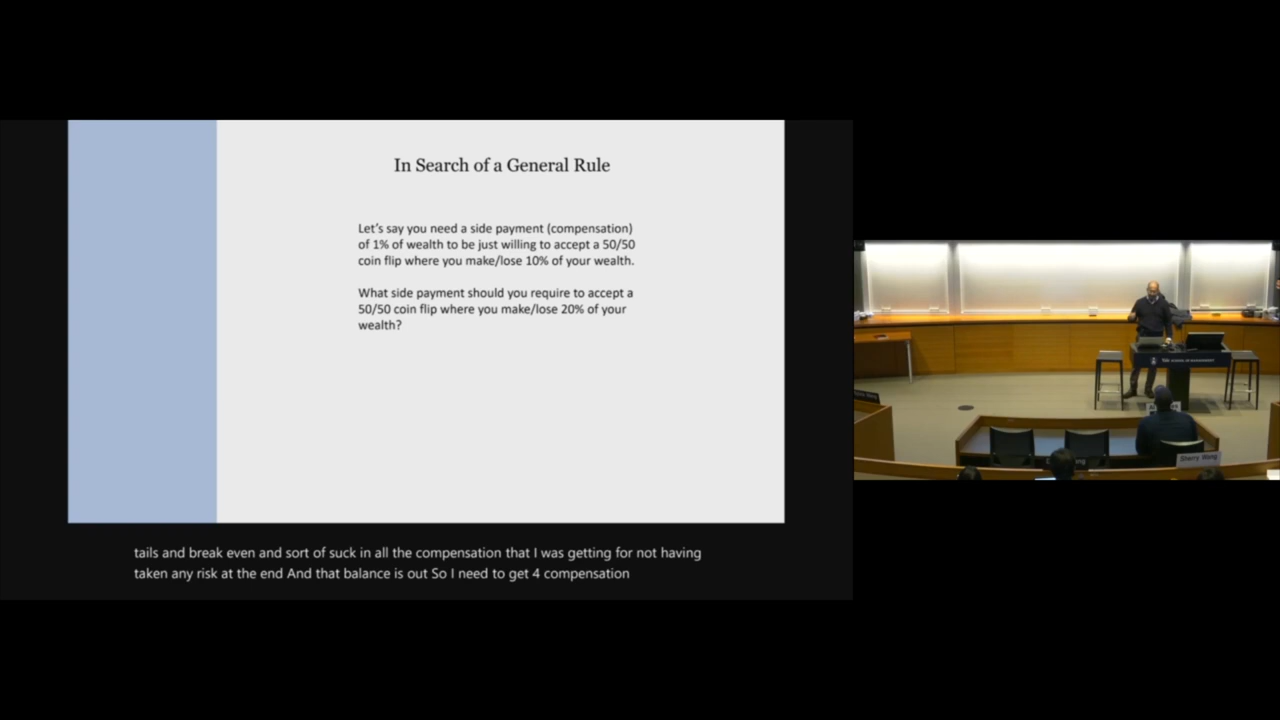 In Search of a General Rule
Let's say you need a side payment (compensation)
of 1% of wealth to be just willing to accept a 50/50
coin flip where you make/lose 10% of your wealth.
What side payment should you require to accept a
50/50 coin flip where you make/lose 20% of your
wealth?
tails and break even and sort of suck in all the compensation that I was getting for not having
taken any risk at the end And that balance is out So I need to get 4 compensation